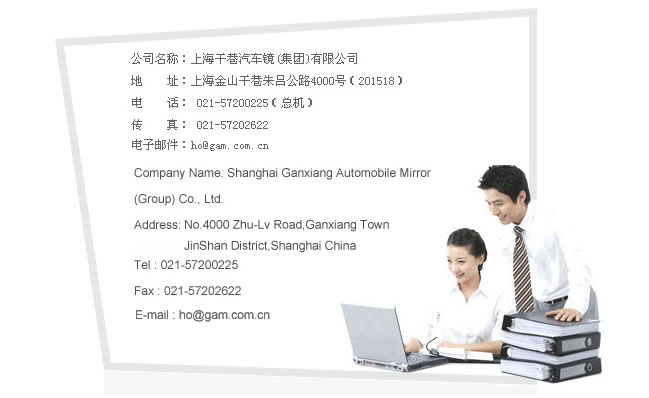 公司名称：上海干巷汽车镜(集团)有限公司
地　　址：上海金山干巷朱吕公路4000号（201518）
电　　话： 021-57200225（总机）
传　　真： 021-57202622
电子邮件：ho@gam.com.cn
Company Name: Shanghai Ganxiang Automobile Mirror
(Group) Co., Ltd.
Address: No.4000 Zhu-Lv Road,Ganxiang Town
JinShan District,Shanghai China
Tel : 021-57200225
Fax : 021-57202622
E-mail : ho@gam.com.cn